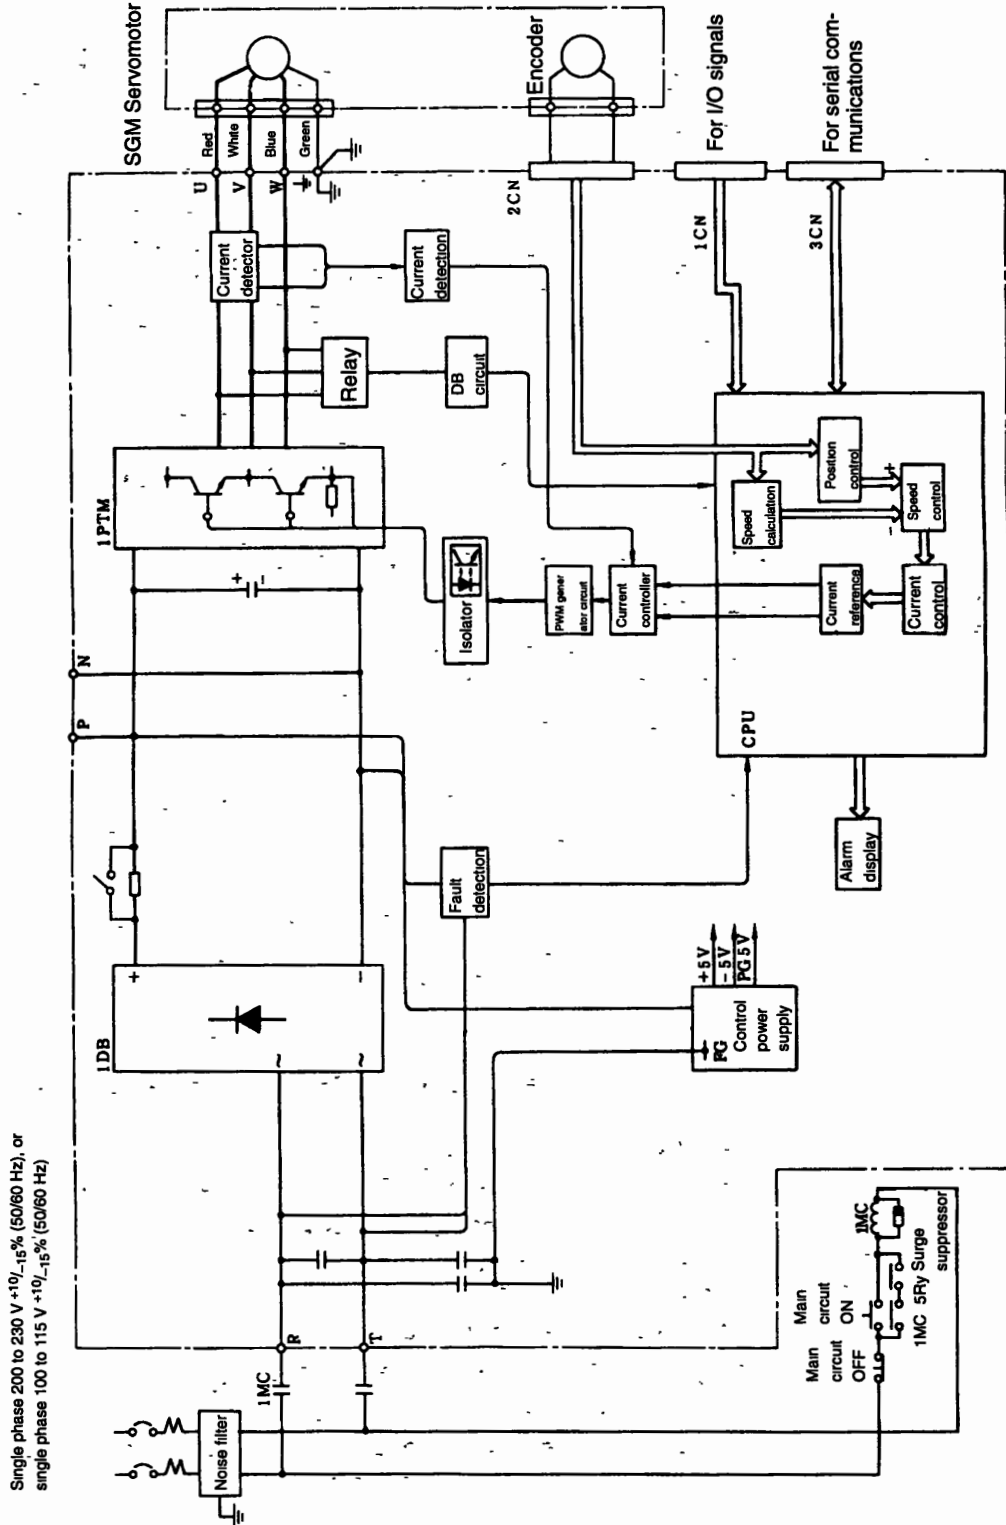 Single phase 200 to 230 V +10/-15% (50/60 Hz), or
single phase 100 to 115 V +10/-15% (50/60 Hz)
Noise filter
1MC
R
T
1DB
+
−
~
~
P
N
+
−
1PTM
Current
detector
U
V
W
Red
White
Blue
Green
SGM Servomotor
Relay
Current
detection
DB
circuit
Encoder
2CN
1CN
For I/O signals
3CN
For serial com-
munications
Isolator
PWM gener
ator circuit
Current
controller
Speed
calculation
Position
control
+
−
Speed
control
Current
reference
Current
control
CPU
Fault
detection
Alarm
display
+5V
−5V
PG5V
PG
Control
power
supply
Main
circuit
OFF
Main
circuit
ON
1MC
5Ry
Surge
suppressor
1MC